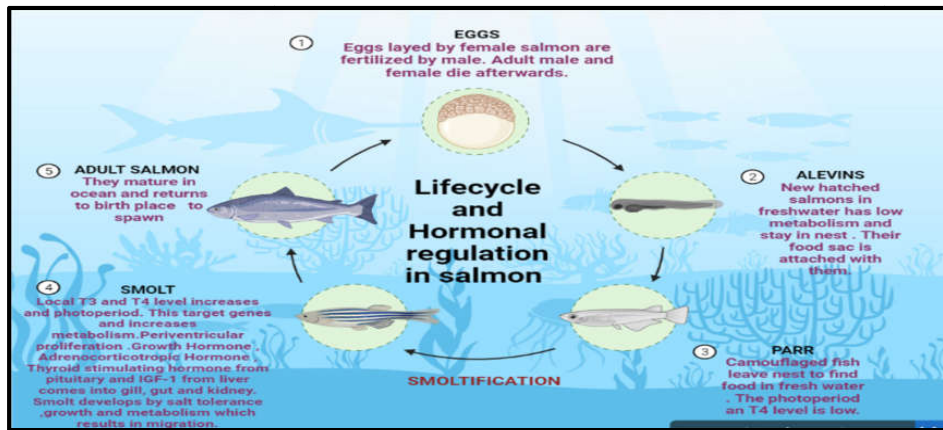 1
EGGS
Eggs layed by female salmon are
fertilized by male. Adult male and
female die afterwards.
2
ALEVINS
New hatched
salmons in
freshwater has low
metabolism and
stay in nest . Their
food sac is
attached with
them.
3
PARR
Camouflaged fish
leave nest to find
food in fresh water
. The photoperiod
an T4 level is low.
SMOLTIFICATION
4
SMOLT
Local T3 and T4 level increases
and photoperiod. This target genes
and increases
metabolism.Periventricular
proliferation .Growth Hormone ,
Adrenocorticotropic Hormone ,
Thyroid stimulating hormone from
pituitary and IGF-1 from liver
comes into gill, gut and kidney.
Smolt develops by salt tolerance
,growth and metabolism which
results in migration.
5
ADULT SALMON
They mature in
ocean and returns
to birth place to
spawn
Lifecycle
and
Hormonal
regulation
in salmon